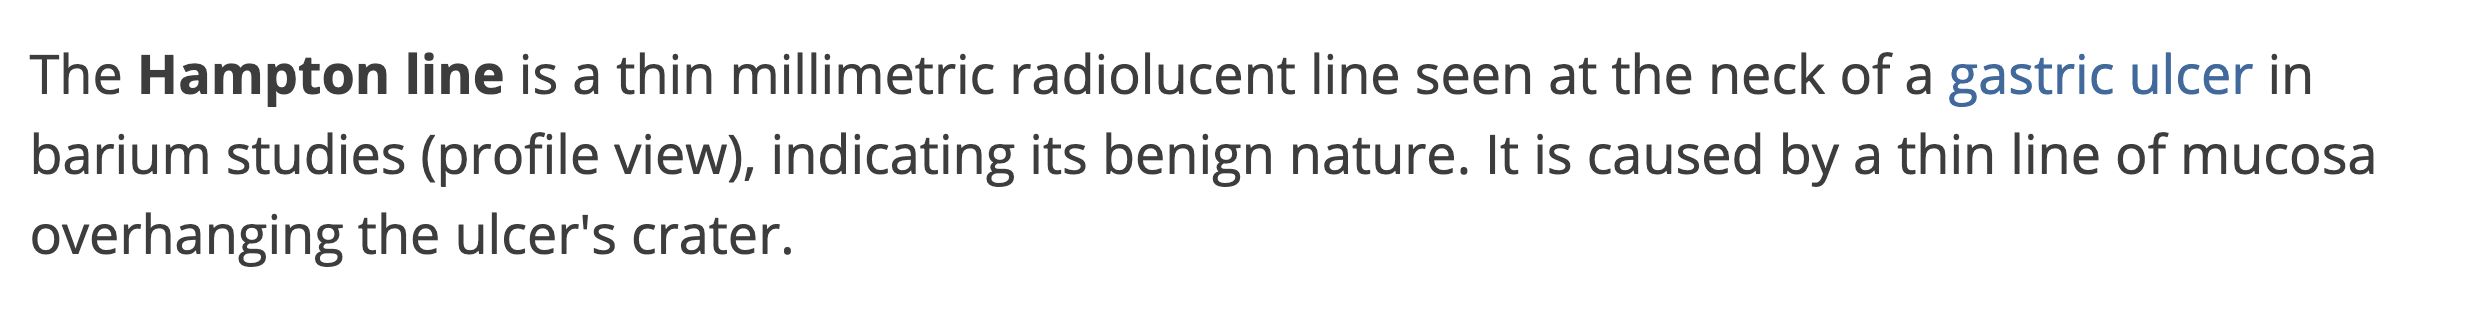 The Hampton line is a thin millimetric radiolucent line seen at the neck of a gastric ulcer in
barium studies (profile view), indicating its benign nature. It is caused by a thin line of mucosa
overhanging the ulcer's crater.